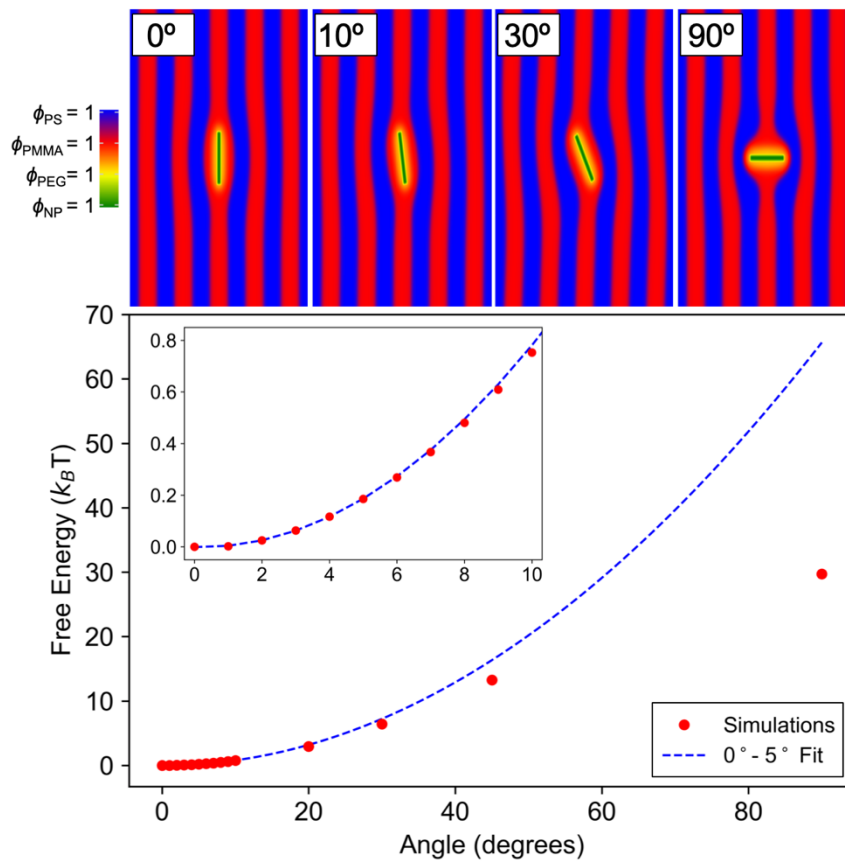 0º 10º 30º 90º
ϕPS = 1
ϕPMMA = 1
ϕPEG = 1
ϕNP = 1
70
60
50
40
30
20
10
0
Free Energy (kBT)
0.8
0.6
0.4
0.2
0.0
0 2 4 6 8 10
Simulations
0° - 5° Fit
0 20 40 60 80
Angle (degrees)